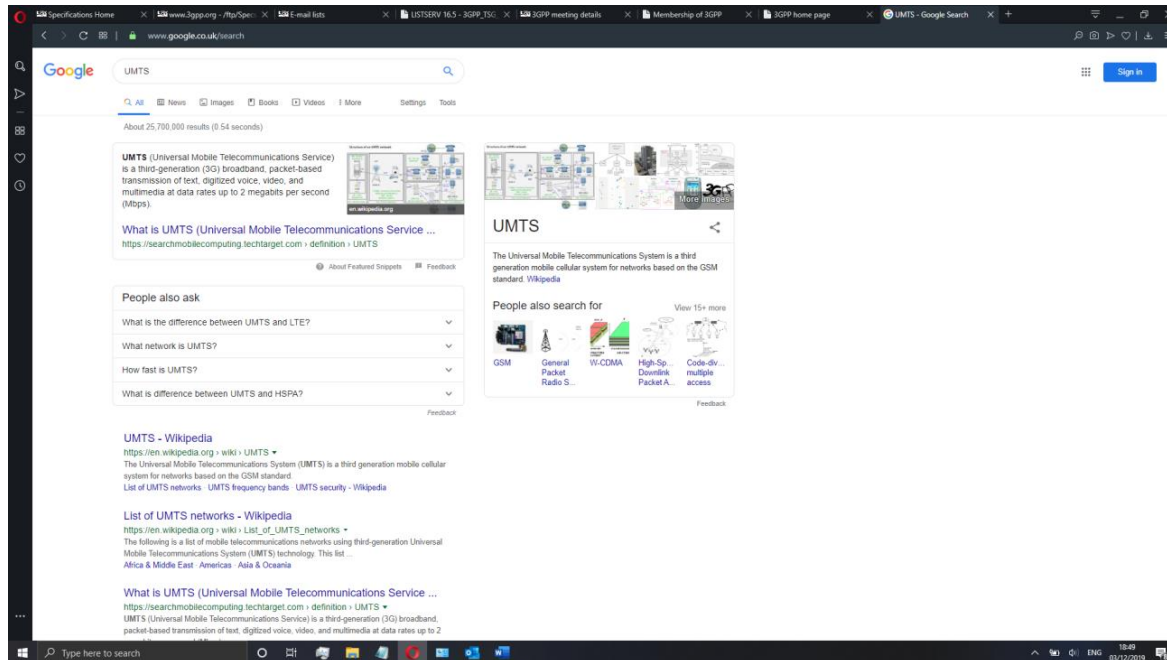 Specifications Home
www.3gpp.org - /ftp/Spec
E-mail lists
LISTSERV 16.5 - 3GPP_TSG_
3GPP meeting details
Membership of 3GPP
3GPP home page
UMTS - Google Search
www.google.co.uk/search
Google
UMTS
Sign in
All News Images Books Videos More Settings Tools
About 25,700,000 results (0.54 seconds)
UMTS (Universal Mobile Telecommunications Service)
is a third-generation (3G) broadband, packet-based
transmission of text, digitized voice, video, and
multimedia at data rates up to 2 megabits per second
(Mbps).
en.wikipedia.org
What is UMTS (Universal Mobile Telecommunications Service ...
https://searchmobilecomputing.techtarget.com › definition › UMTS
About Featured Snippets Feedback
People also ask
What is the difference between UMTS and LTE?
What network is UMTS?
How fast is UMTS?
What is difference between UMTS and HSPA?
Feedback
UMTS - Wikipedia
https://en.wikipedia.org › wiki › UMTS
The Universal Mobile Telecommunications System (UMTS) is a third generation mobile cellular
system for networks based on the GSM standard.
List of UMTS networks · UMTS frequency bands · UMTS security - Wikipedia
List of UMTS networks - Wikipedia
https://en.wikipedia.org › wiki › List_of_UMTS_networks
The following is a list of mobile telecommunications networks using third-generation Universal
Mobile Telecommunications System (UMTS) technology. This list ...
Africa & Middle East · Americas · Asia & Oceania
What is UMTS (Universal Mobile Telecommunications Service ...
https://searchmobilecomputing.techtarget.com › definition › UMTS
UMTS (Universal Mobile Telecommunications Service) is a third-generation (3G) broadband,
packet-based transmission of text, digitized voice, video, and multimedia at data rates up to 2
3G
More images
UMTS
The Universal Mobile Telecommunications System is a third
generation mobile cellular system for networks based on the GSM
standard. Wikipedia
People also search for
View 15+ more
GSM
General
Packet
Radio S...
W-CDMA
High-Sp...
Downlink
Packet A...
Code-div...
multiple
access
Feedback
Type here to search
ENG
18:49
03/12/2019